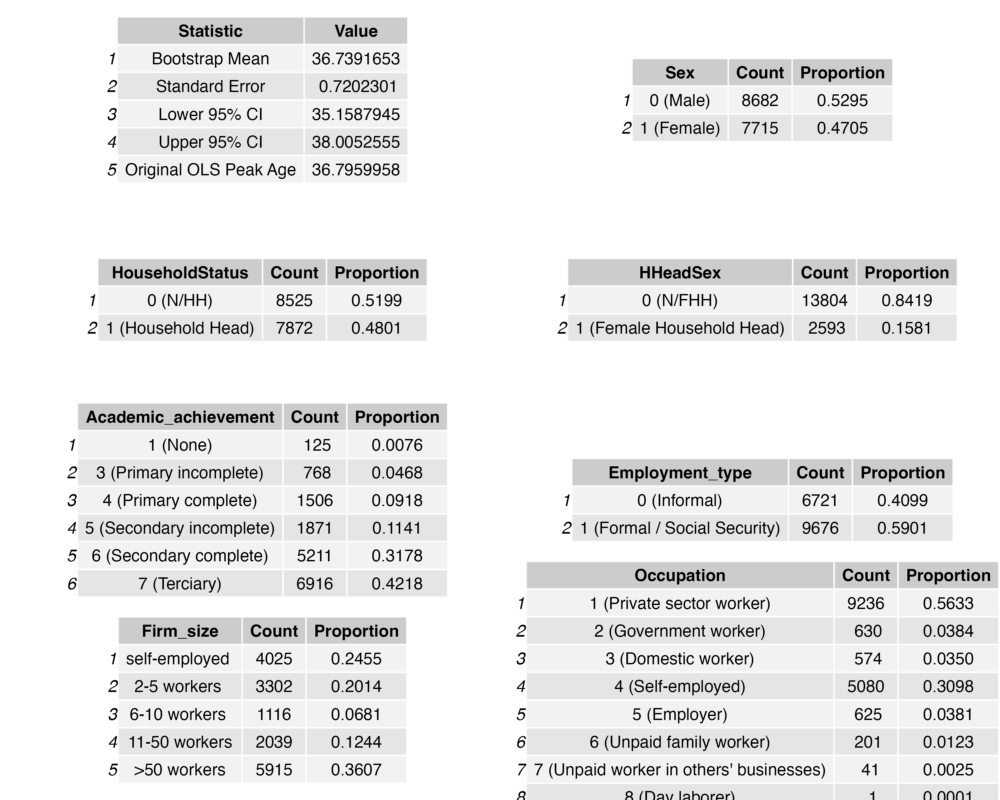 Statistic Value
1 Bootstrap Mean 36.7391653
2 Standard Error 0.7202301
3 Lower 95% CI 35.1587945
4 Upper 95% CI 38.0052555
5 Original OLS Peak Age 36.7959958
Sex Count Proportion
1 0 (Male) 8682 0.5295
2 1 (Female) 7715 0.4705
HouseholdStatus Count Proportion
1 0 (N/HH) 8525 0.5199
2 1 (Household Head) 7872 0.4801
HHeadSex Count Proportion
1 0 (N/FHH) 13804 0.8419
2 1 (Female Household Head) 2593 0.1581
Academic_achievement Count Proportion
1 1 (None) 125 0.0076
2 3 (Primary incomplete) 768 0.0468
3 4 (Primary complete) 1506 0.0918
4 5 (Secondary incomplete) 1871 0.1141
5 6 (Secondary complete) 5211 0.3178
6 7 (Terciary) 6916 0.4218
Employment_type Count Proportion
1 0 (Informal) 6721 0.4099
2 1 (Formal / Social Security) 9676 0.5901
Firm_size Count Proportion
1 self-employed 4025 0.2455
2 2-5 workers 3302 0.2014
3 6-10 workers 1116 0.0681
4 11-50 workers 2039 0.1244
5 >50 workers 5915 0.3607
Occupation Count Proportion
1 1 (Private sector worker) 9236 0.5633
2 2 (Government worker) 630 0.0384
3 3 (Domestic worker) 574 0.0350
4 4 (Self-employed) 5080 0.3098
5 5 (Employer) 625 0.0381
6 6 (Unpaid family worker) 201 0.0123
7 7 (Unpaid worker in others' businesses) 41 0.0025
8 8 (Day laborer) 1 0.0001